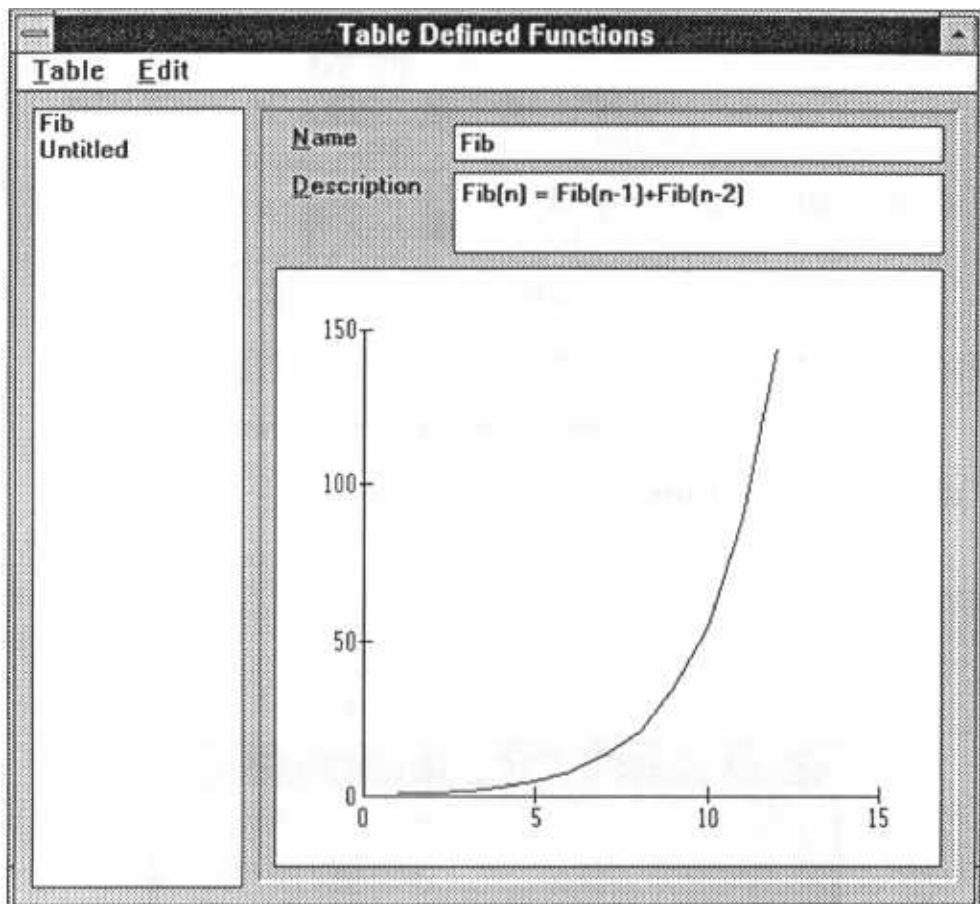 Table Defined Functions
Table Edit
Fib
Untitled
Name
Fib
Description
Fib(n) = Fib(n-1)+Fib(n-2)
150
100
50
0
0 5 10 15